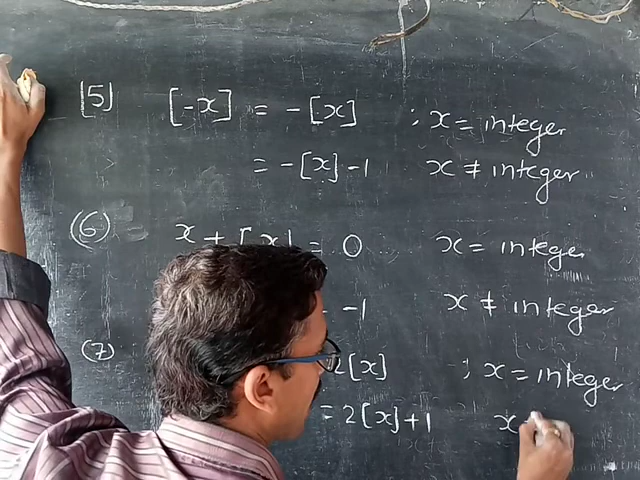 [5] [-x] = -[x] ; x = integer
= -[x]-1 x ≠ integer
(6) x + [x] = 0 x = integer
= -1 x ≠ integer
(7) 2[x] ; x = integer
= 2[x]+1 x